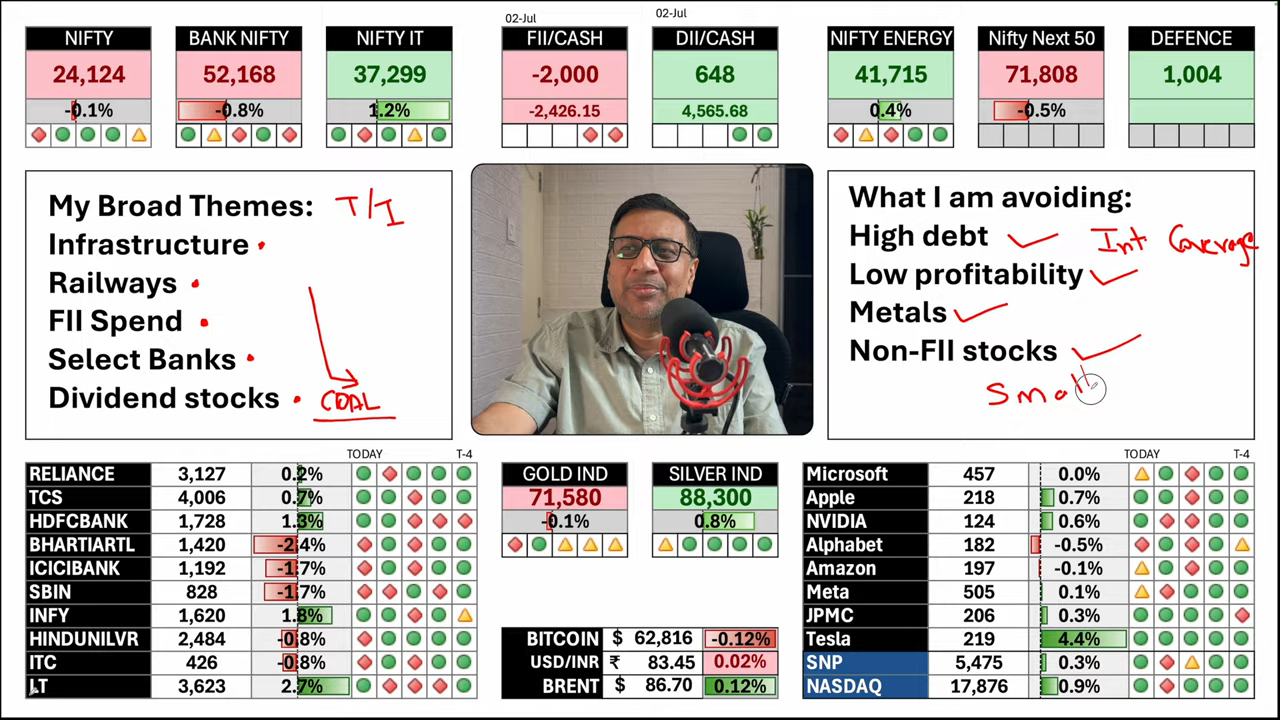 02-Jul
02-Jul
NIFTY
24,124
-0.1%
BANK NIFTY
52,168
-0.8%
NIFTY IT
37,299
1.2%
FII/CASH
-2,000
-2,426.15
DII/CASH
648
4,565.68
NIFTY ENERGY
41,715
0.4%
Nifty Next 50
71,808
-0.5%
DEFENCE
1,004
My Broad Themes: T/I
Infrastructure
Railways
FII Spend
Select Banks
Dividend stocks COAL
What I am avoiding:
High debt Int Coverage
Low profitability
Metals
Non-FII stocks
Small
TODAY T-4
RELIANCE 3,127 0.2%
TCS 4,006 0.7%
HDFCBANK 1,728 1.3%
BHARTIARTL 1,420 -2.4%
ICICIBANK 1,192 -1.7%
SBIN 828 -1.7%
INFY 1,620 1.8%
HINDUNILVR 2,484 -0.8%
ITC 426 -0.8%
LT 3,623 2.7%
GOLD IND
71,580
-0.1%
SILVER IND
88,300
0.8%
BITCOIN $ 62,816 -0.12%
USD/INR ₹ 83.45 0.02%
BRENT $ 86.70 0.12%
TODAY T-4
Microsoft 457 0.0%
Apple 218 0.7%
NVIDIA 124 0.6%
Alphabet 182 -0.5%
Amazon 197 -0.1%
Meta 505 0.1%
JPMC 206 0.3%
Tesla 219 4.4%
SNP 5,475 0.3%
NASDAQ 17,876 0.9%